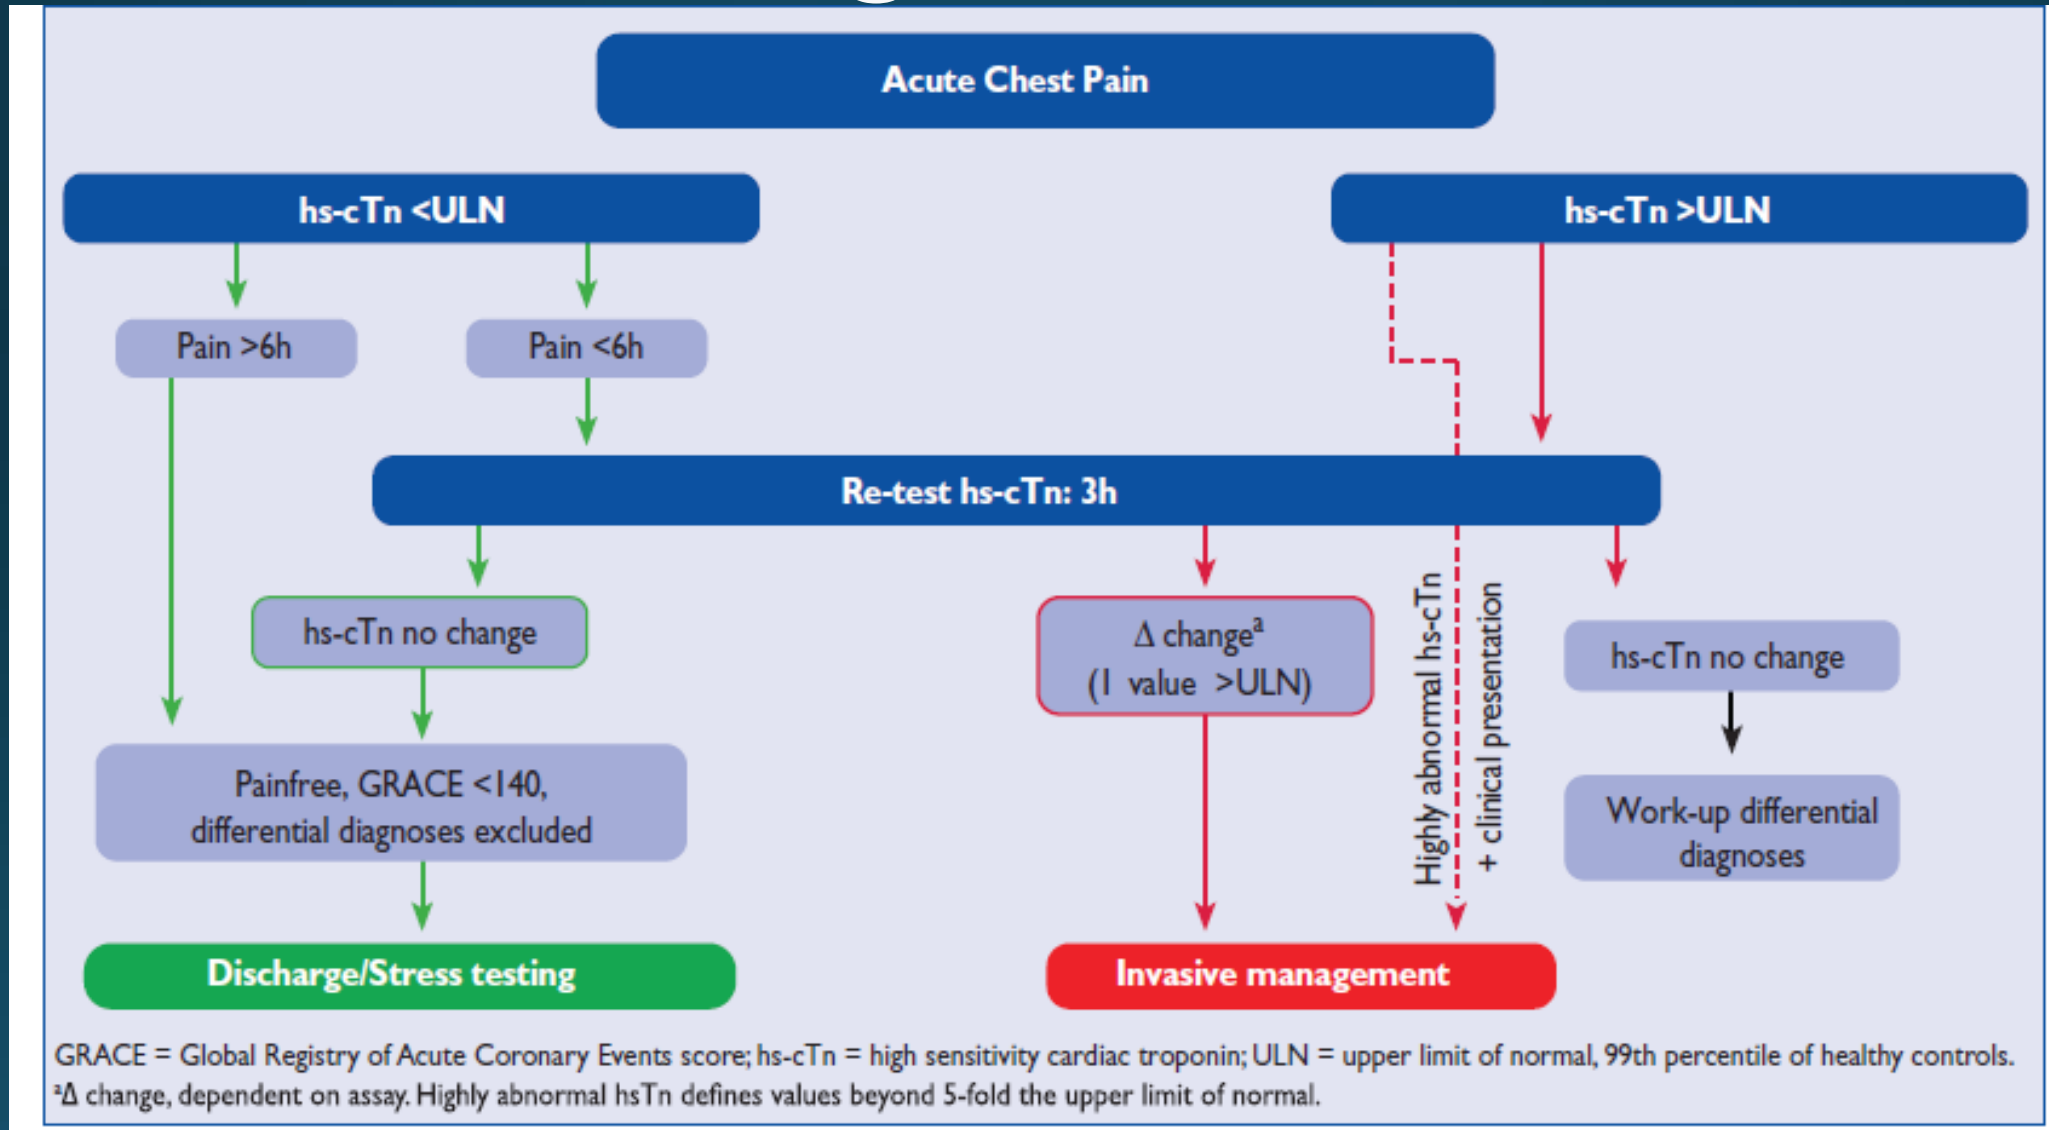 Acute Chest Pain
hs-cTn <ULN
hs-cTn >ULN
Pain >6h
Pain <6h
Re-test hs-cTn: 3h
hs-cTn no change
Δ change^a
(1 value >ULN)
Highly abnormal hs-cTn
+ clinical presentation
hs-cTn no change
Painfree, GRACE <140,
differential diagnoses excluded
Work-up differential
diagnoses
Discharge/Stress testing
Invasive management
GRACE = Global Registry of Acute Coronary Events score; hs-cTn = high sensitivity cardiac troponin; ULN = upper limit of normal, 99th percentile of healthy controls.
^aΔ change, dependent on assay. Highly abnormal hsTn defines values beyond 5-fold the upper limit of normal.